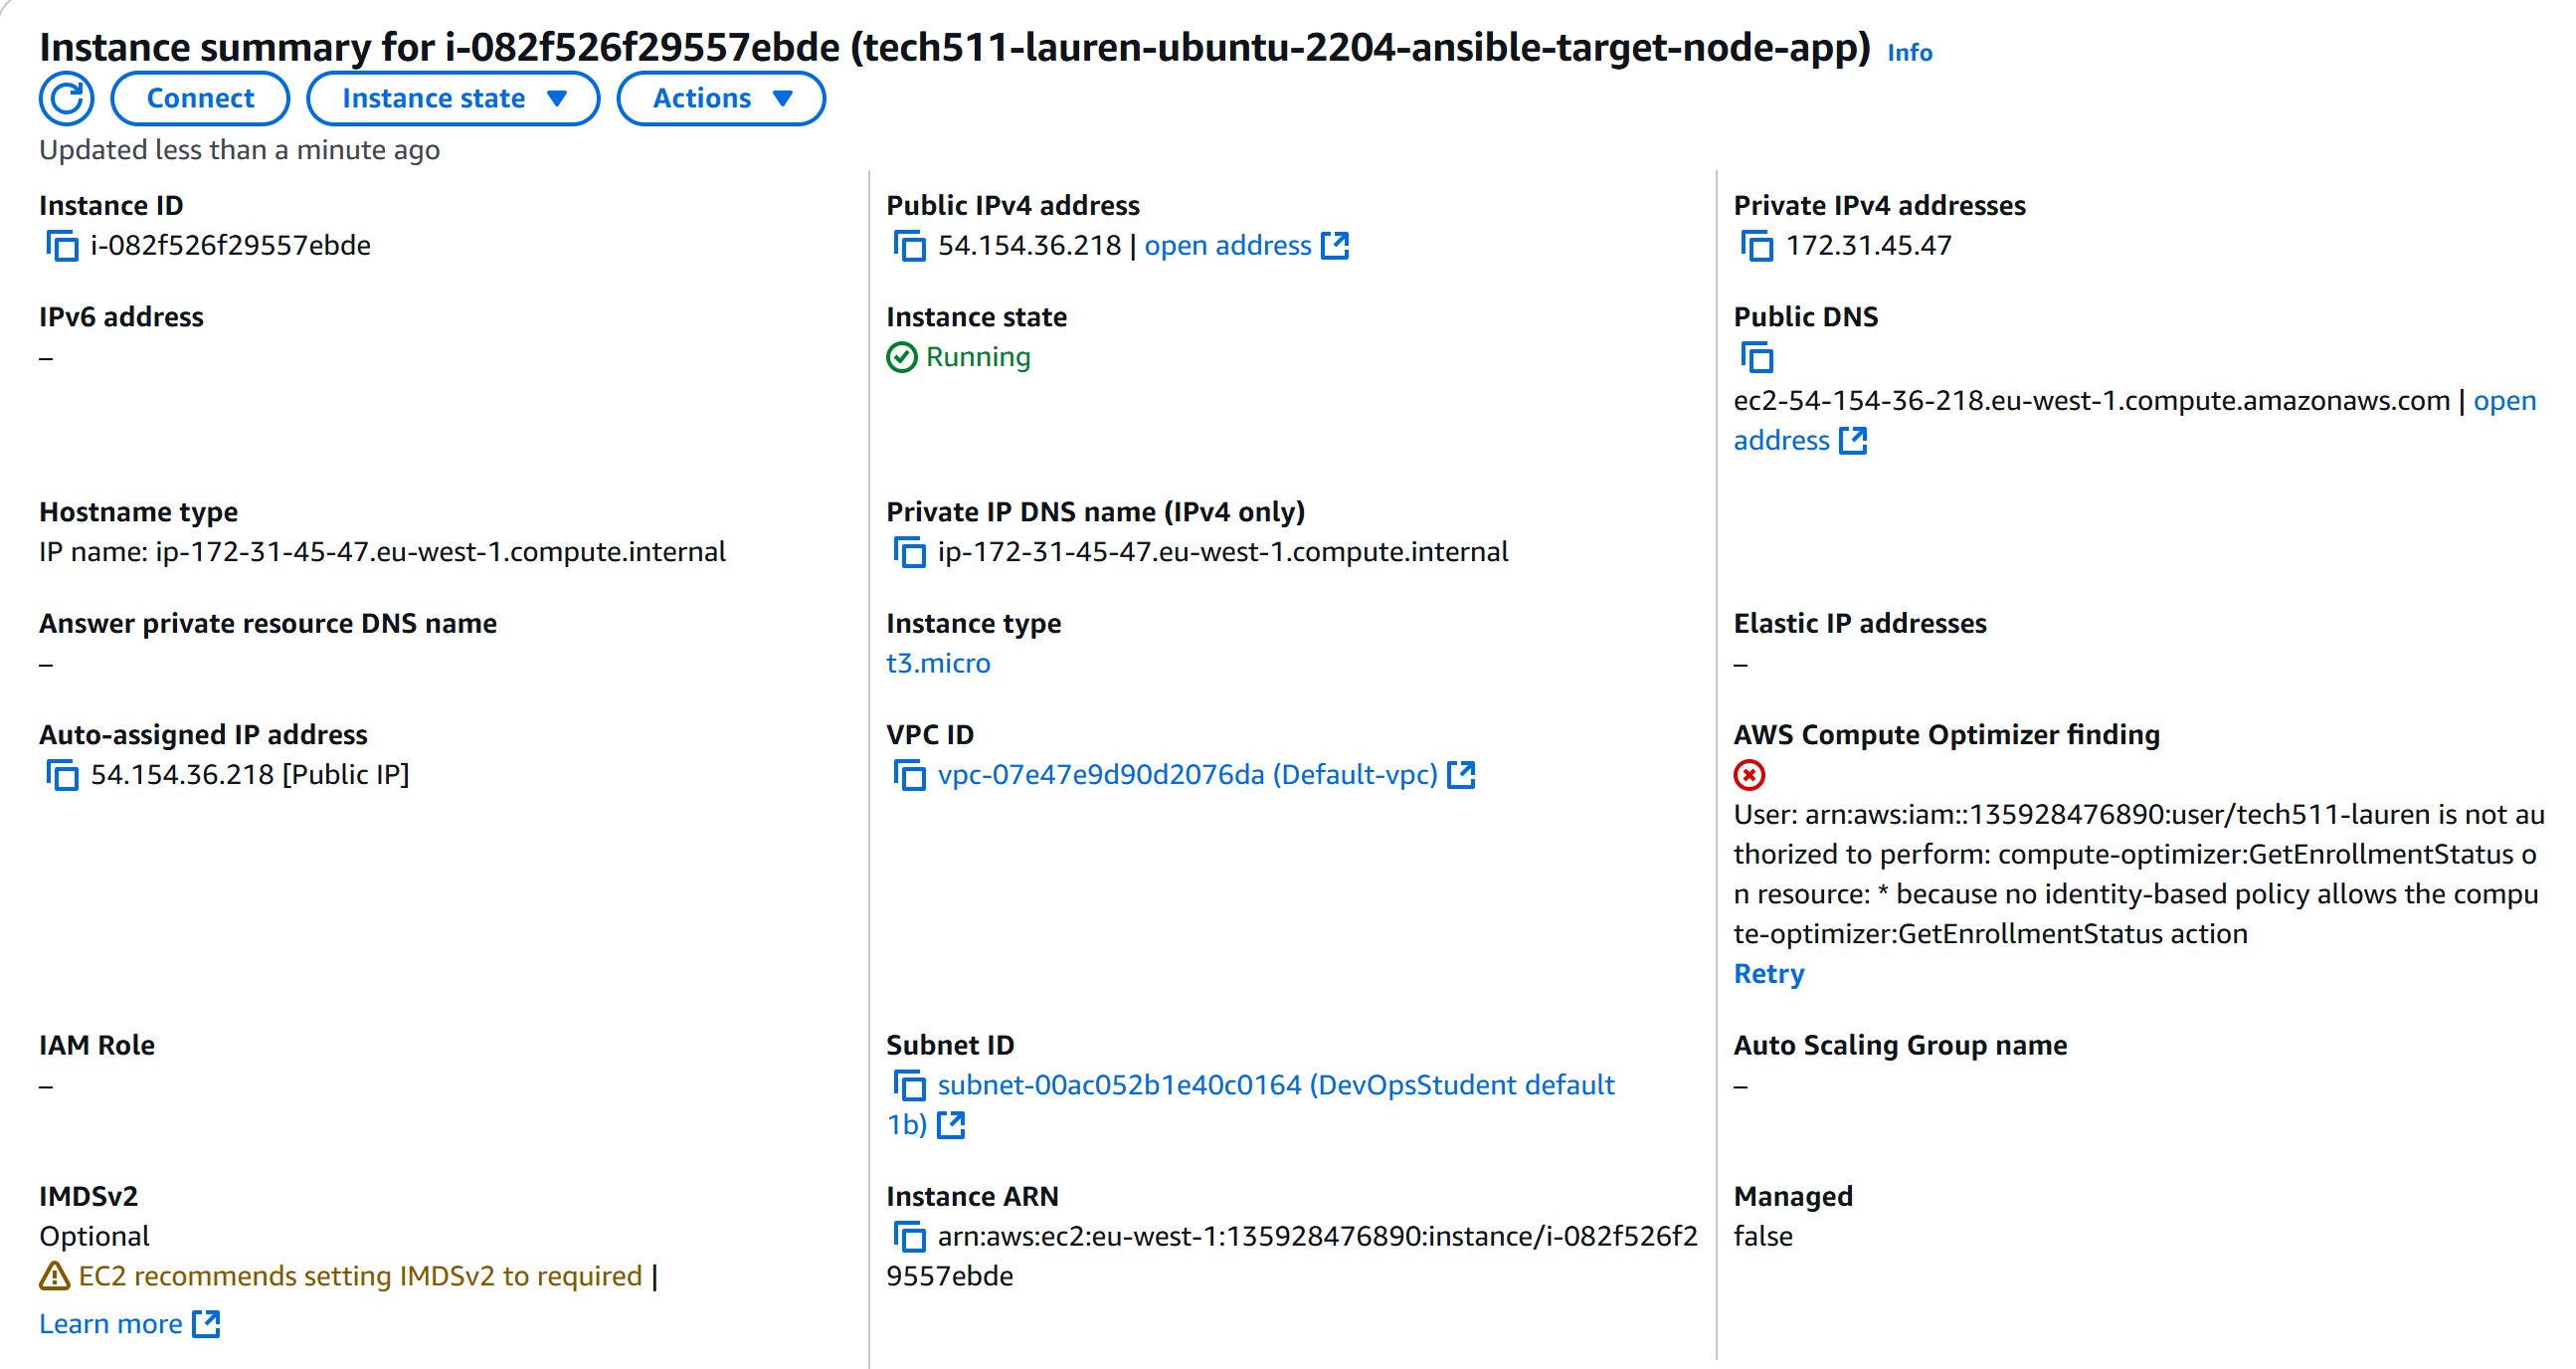 Instance summary for i-082f526f29557ebde (tech511-lauren-ubuntu-2204-ansible-target-node-app) Info
Connect Instance state Actions
Updated less than a minute ago
Instance ID
i-082f526f29557ebde
Public IPv4 address
54.154.36.218 | open address
Private IPv4 addresses
172.31.45.47
IPv6 address
–
Instance state
Running
Public DNS
ec2-54-154-36-218.eu-west-1.compute.amazonaws.com | open
address
Hostname type
IP name: ip-172-31-45-47.eu-west-1.compute.internal
Private IP DNS name (IPv4 only)
ip-172-31-45-47.eu-west-1.compute.internal
Answer private resource DNS name
–
Instance type
t3.micro
Elastic IP addresses
–
Auto-assigned IP address
54.154.36.218 [Public IP]
VPC ID
vpc-07e47e9d90d2076da (Default-vpc)
AWS Compute Optimizer finding
User: arn:aws:iam::135928476890:user/tech511-lauren is not au
thorized to perform: compute-optimizer:GetEnrollmentStatus o
n resource: * because no identity-based policy allows the compu
te-optimizer:GetEnrollmentStatus action
Retry
IAM Role
–
Subnet ID
subnet-00ac052b1e40c0164 (DevOpsStudent default
1b)
Auto Scaling Group name
–
IMDSv2
Optional
EC2 recommends setting IMDSv2 to required |
Learn more
Instance ARN
arn:aws:ec2:eu-west-1:135928476890:instance/i-082f526f2
9557ebde
Managed
false